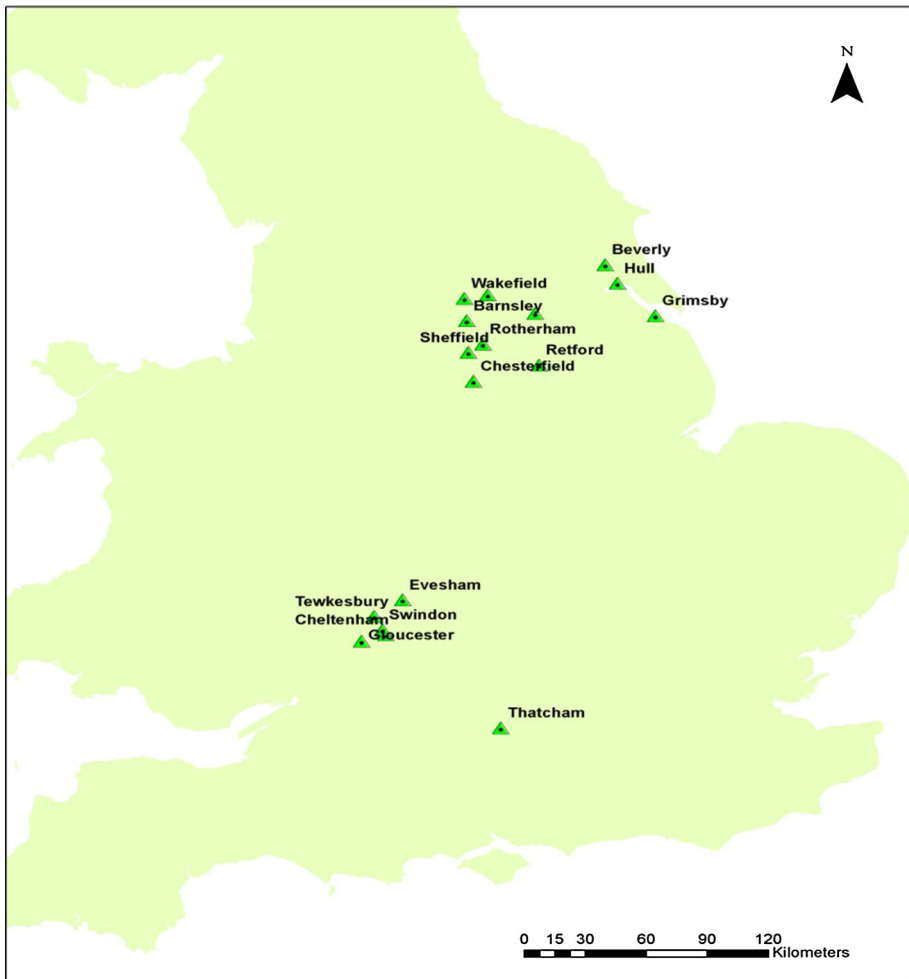 N
Beverly
Hull
Wakefield
Grimsby
Barnsley
Rotherham
Sheffield
Retford
Chesterfield
Evesham
Tewkesbury
Swindon
Cheltenham
Gloucester
Thatcham
0 15 30 60 90 120
Kilometers